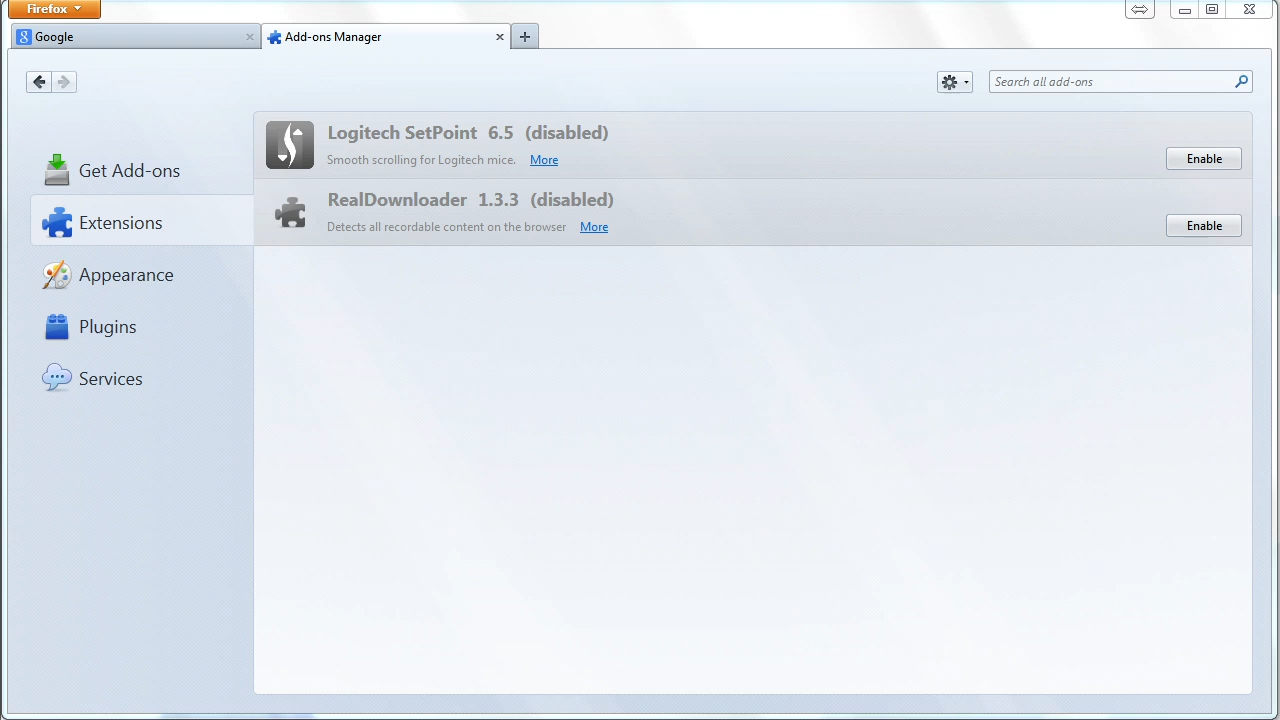 Firefox
Google
Add-ons Manager
Search all add-ons
Get Add-ons
Extensions
Appearance
Plugins
Services
Logitech SetPoint 6.5 (disabled)
Smooth scrolling for Logitech mice. More
Enable
RealDownloader 1.3.3 (disabled)
Detects all recordable content on the browser More
Enable